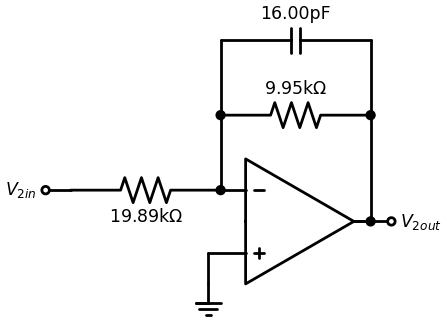 16.00pF
9.95kΩ
V2in
19.89kΩ
V2out